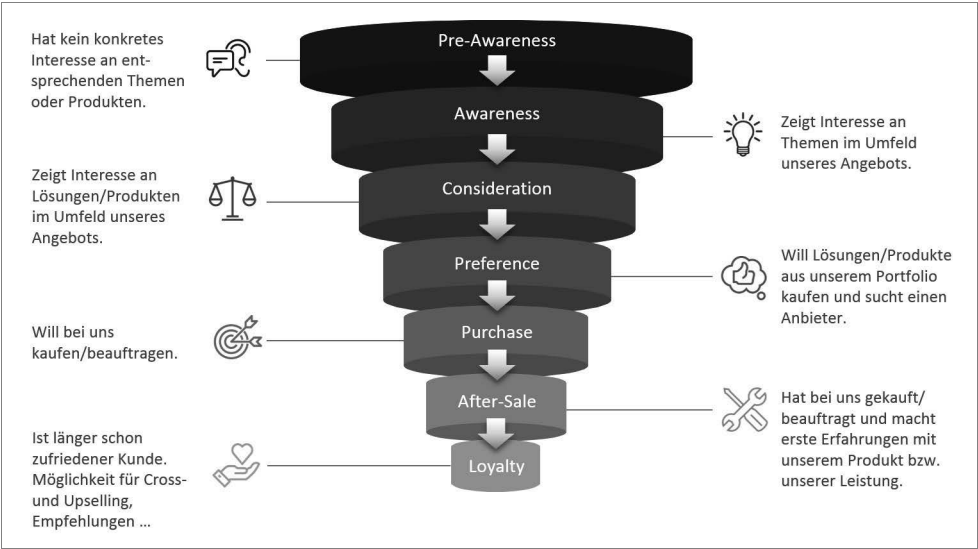 Hat kein konkretes
Interesse an ent-
sprechenden Themen
oder Produkten.
Pre-Awareness
Awareness
Zeigt Interesse an
Themen im Umfeld
unseres Angebots.
Zeigt Interesse an
Lösungen/Produkten
im Umfeld unseres
Angebots.
Consideration
Preference
Will Lösungen/Produkte
aus unserem Portfolio
kaufen und sucht einen
Anbieter.
Will bei uns
kaufen/beauftragen.
Purchase
After-Sale
Hat bei uns gekauft/
beauftragt und macht
erste Erfahrungen mit
unserem Produkt bzw.
unserer Leistung.
Ist länger schon
zufriedener Kunde.
Möglichkeit für Cross-
und Upselling,
Empfehlungen ...
Loyalty